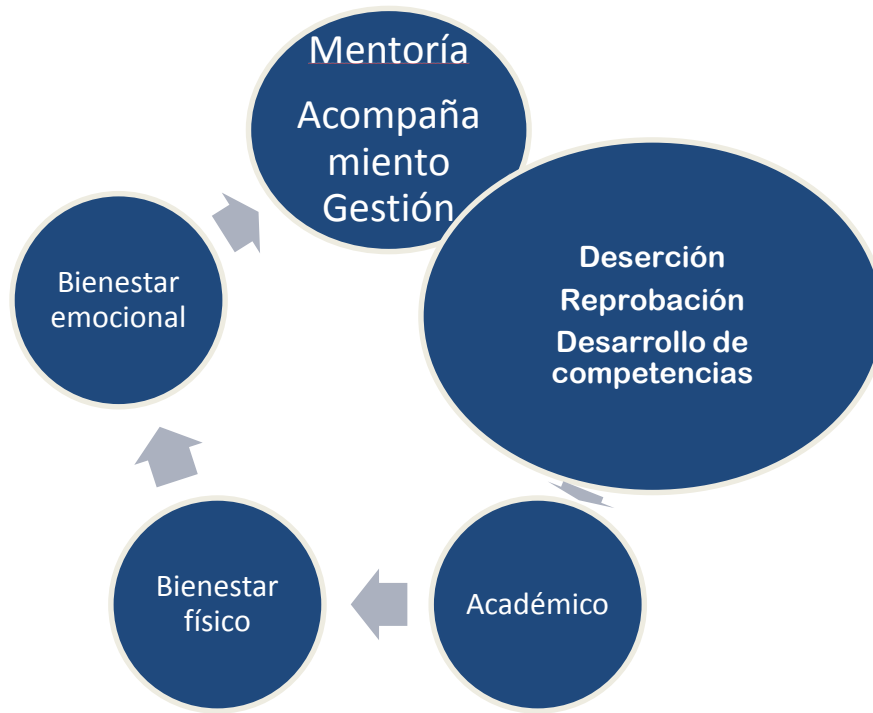 Mentoría
Acompaña
miento
Gestión
Deserción
Reprobación
Desarrollo de
competencias
Bienestar
emocional
Bienestar
físico
Académico